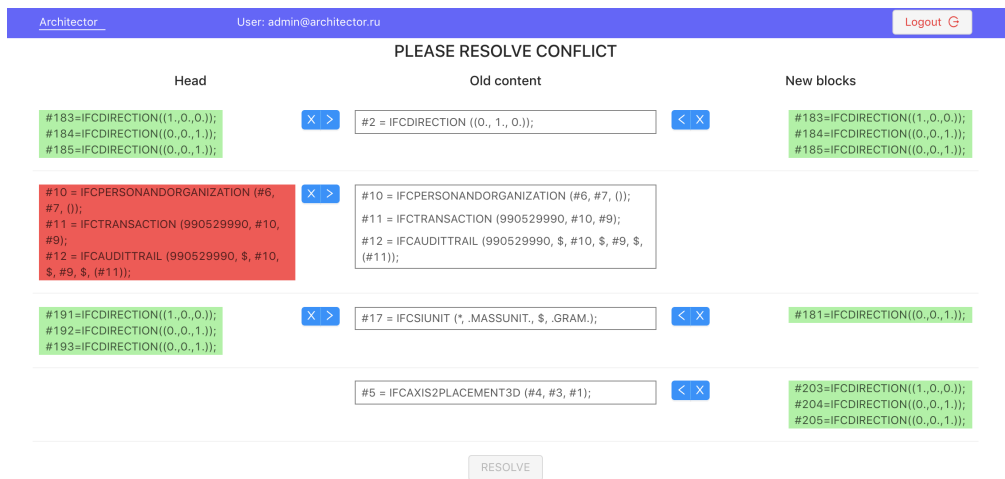 Architector
User: admin@architector.ru
Logout
PLEASE RESOLVE CONFLICT
Head
Old content
New blocks
#183=IFCDIRECTION((1.,0.,0.));
#184=IFCDIRECTION((0.,0.,1.));
#185=IFCDIRECTION((0.,0.,1.));
X >
#2 = IFCDIRECTION ((0., 1., 0.));
< X
#183=IFCDIRECTION((1.,0.,0.));
#184=IFCDIRECTION((0.,0.,1.));
#185=IFCDIRECTION((0.,0.,1.));
#10 = IFCPERSONANDORGANIZATION (#6,
#7, ());
#11 = IFCTRANSACTION (990529990, #10,
#9);
#12 = IFCAUDITTRAIL (990529990, $, #10,
$, #9, $, (#11));
X >
#10 = IFCPERSONANDORGANIZATION (#6, #7, ());
#11 = IFCTRANSACTION (990529990, #10, #9);
#12 = IFCAUDITTRAIL (990529990, $, #10, $, #9, $,
(#11));
#191=IFCDIRECTION((1.,0.,0.));
#192=IFCDIRECTION((0.,0.,1.));
#193=IFCDIRECTION((0.,0.,1.));
X >
#17 = IFCSIUNIT (*, .MASSUNIT., $, .GRAM.);
< X
#181=IFCDIRECTION((0.,0.,1.));
#5 = IFCAXIS2PLACEMENT3D (#4, #3, #1);
< X
#203=IFCDIRECTION((1.,0.,0.));
#204=IFCDIRECTION((0.,0.,1.));
#205=IFCDIRECTION((0.,0.,1.));
RESOLVE